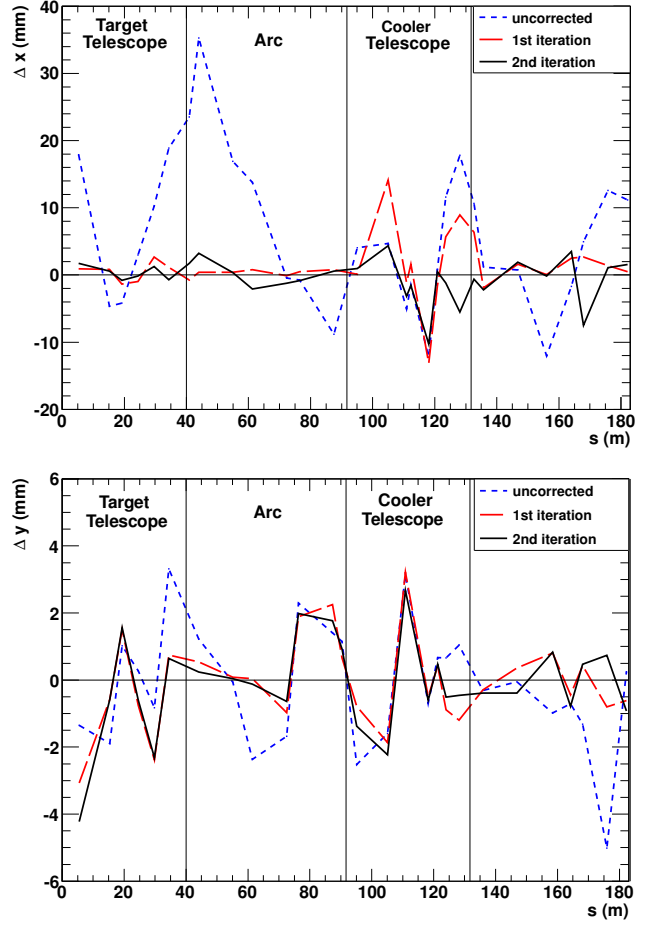 Δ x (mm)
40
30
20
10
0
-10
-20
Target
Telescope
Arc
Cooler
Telescope
uncorrected
1st iteration
2nd iteration
0 20 40 60 80 100 120 140 160 180
s (m)
Δ y (mm)
6
4
2
0
-2
-4
-6
Target
Telescope
Arc
Cooler
Telescope
uncorrected
1st iteration
2nd iteration
0 20 40 60 80 100 120 140 160 180
s (m)